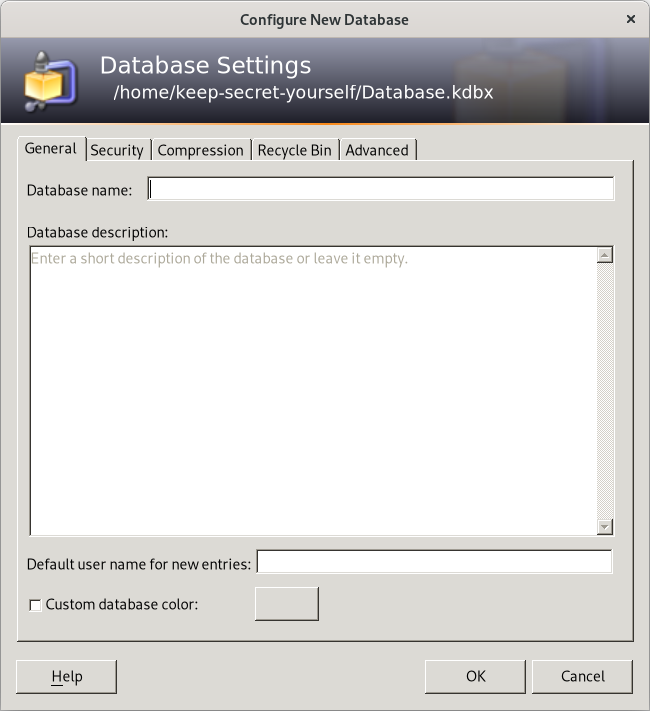 Configure New Database
Database Settings
/home/keep-secret-yourself/Database.kdbx
General Security Compression Recycle Bin Advanced
Database name:
Database description:
Enter a short description of the database or leave it empty.
Default user name for new entries:
Custom database color:
Help OK Cancel